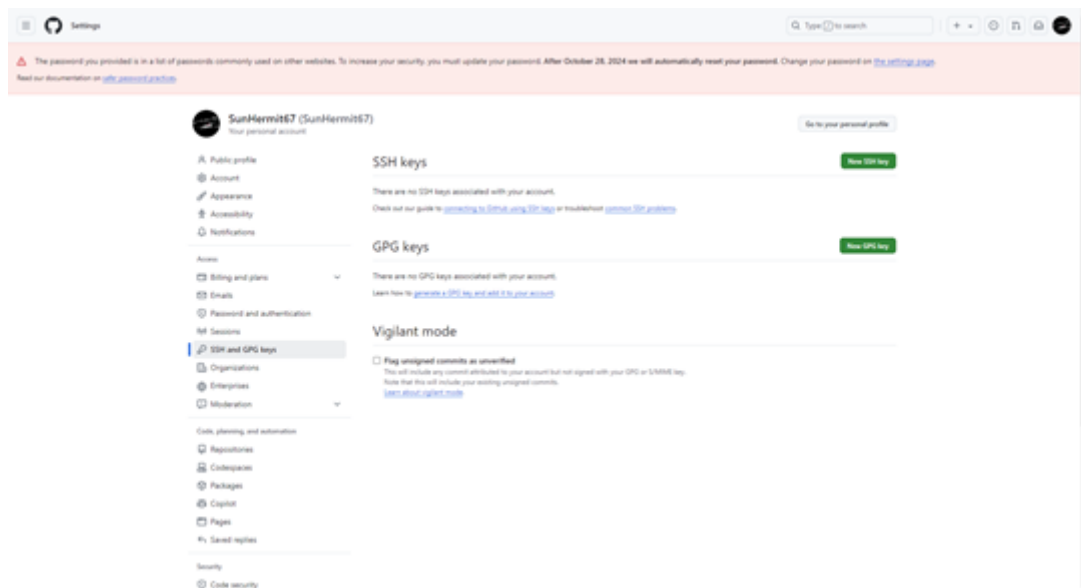 Settings
Type / to search
The password you provided is in a list of passwords commonly used on other websites. To increase your security, you must update your password. After October 28, 2024 we will automatically reset your password. Change your password on the settings page.
Read our documentation on safer password practices.
SunHermit67 (SunHermit67)
Your personal account
Go to your personal profile
Public profile
Account
Appearance
Accessibility
Notifications
Access
Billing and plans
Emails
Password and authentication
Sessions
SSH and GPG keys
Organizations
Enterprises
Moderation
Code, planning, and automation
Repositories
Codespaces
Packages
Copilot
Pages
Saved replies
Security
Code security
SSH keys
New SSH key
There are no SSH keys associated with your account.
Check out our guide to connecting to GitHub using SSH keys or troubleshoot common SSH problems.
GPG keys
New GPG key
There are no GPG keys associated with your account.
Learn how to generate a GPG key and add it to your account.
Vigilant mode
Flag unsigned commits as unverified
This will include any commit attributed to your account but not signed with your GPG or S/MIME key.
Note that this will include your existing unsigned commits.
Learn about vigilant mode.